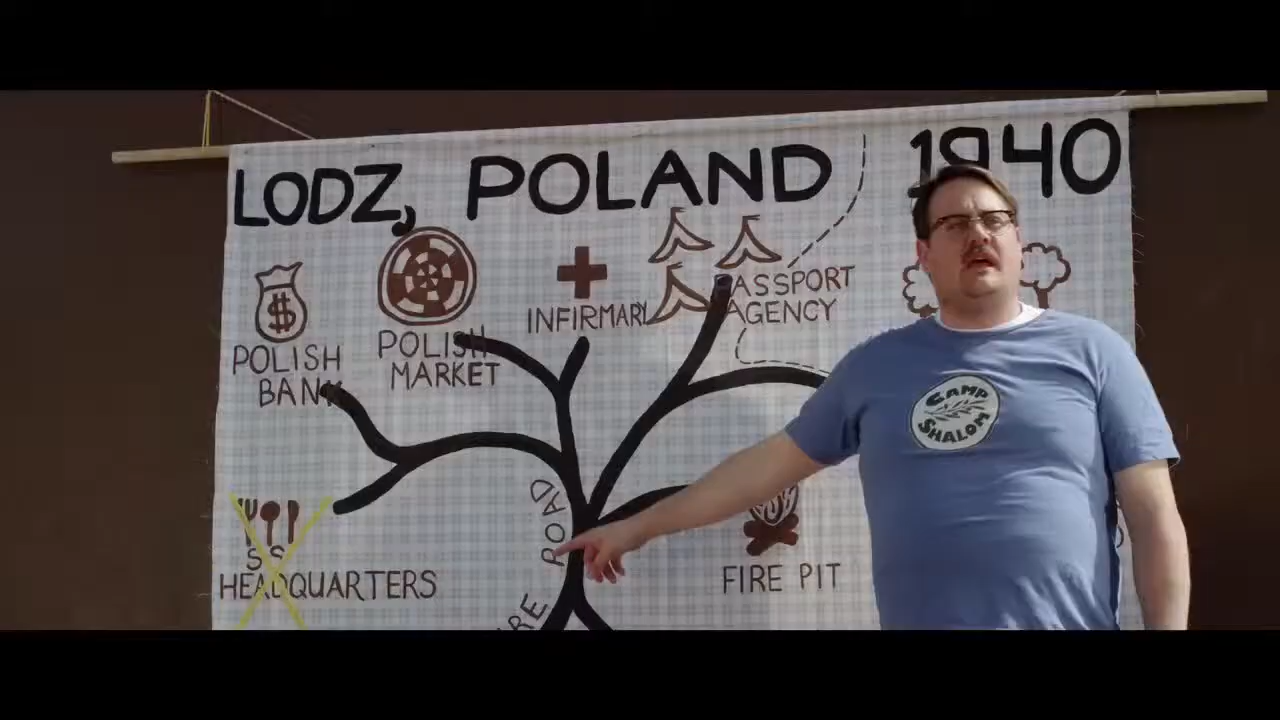 LODZ, POLAND 1940
POLISH
BANK
POLISH
MARKET
INFIRMARY
PASSPORT
AGENCY
CAMP
SHALOM
ROAD
SS
HEADQUARTERS
FIRE PIT